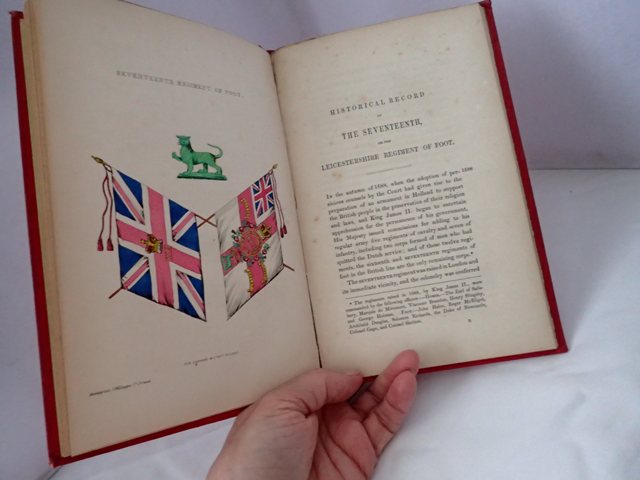 SEVENTEENTH REGIMENT OF FOOT.
HISTORICAL RECORD
OF
THE SEVENTEENTH,
OR THE
LEICESTERSHIRE REGIMENT OF FOOT.
IN the autumn of 1688, when the adoption of per- 1688
nicious counsels by the Court had given rise to the
preparation of an armament in Holland to support
the British people in the preservation of their religion
and laws, and King James II. began to entertain
apprehension for the permanence of his government,
His Majesty issued commissions for adding to his
regular army five regiments of cavalry and seven of
infantry, including two corps formed of men who had
quitted the Dutch service: and of these twelve regi-
ments, the sixteenth and SEVENTEENTH regiments of
foot in the British line are the only remaining corps.*
The SEVENTEENTH regiment was raised in London and
its immediate vicinity, and the colonelcy was conferred
* The regiments raised in 1688, by King James II., were
commanded by the following officers:—HORSE.—The Earl of Salis-
bury, Marquis de Miremont, Viscount Brandon, Henry Slingsby,
and George Holman. FOOT.—John Hales, Roger McElligott,
Archibald Douglas, Solomon Richards, the Duke of Newcastle,
Colonel Gage, and Colonel Skelton.
B